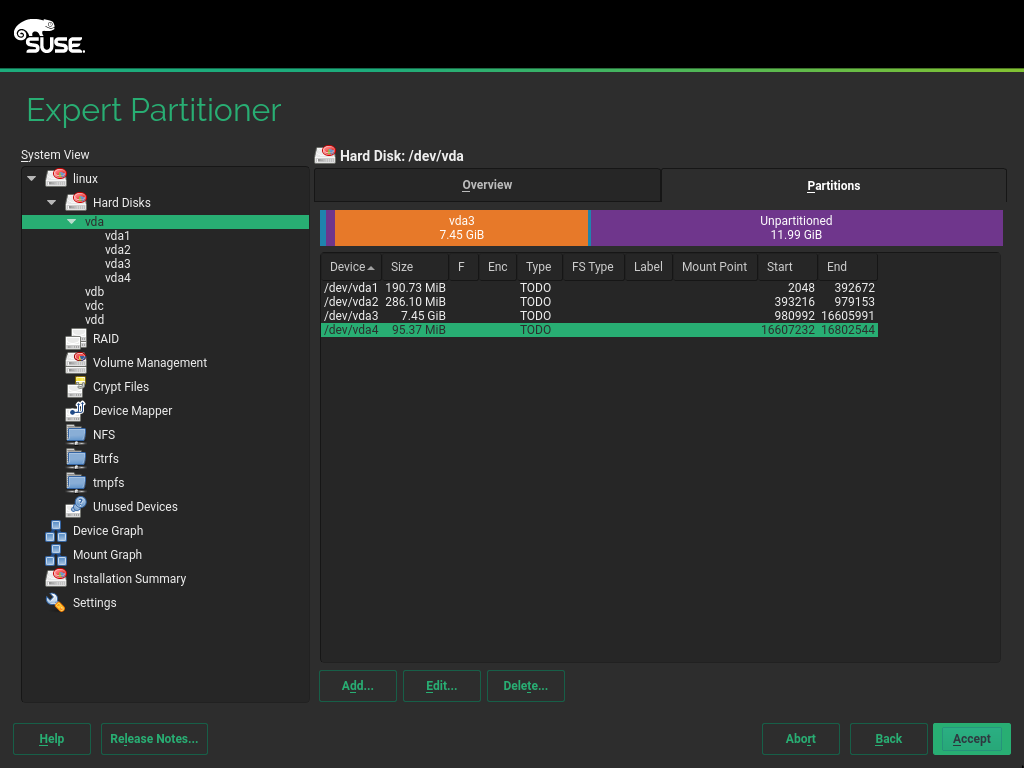 SUSE
Expert Partitioner
System View
linux
Hard Disks
vda
vda1
vda2
vda3
vda4
vdb
vdc
vdd
RAID
Volume Management
Crypt Files
Device Mapper
NFS
Btrfs
tmpfs
Unused Devices
Device Graph
Mount Graph
Installation Summary
Settings
Hard Disk: /dev/vda
Overview Partitions
vda3 Unpartitioned
7.45 GiB 11.99 GiB
Device Size F Enc Type FS Type Label Mount Point Start End
/dev/vda1 190.73 MiB TODO 2048 392672
/dev/vda2 286.10 MiB TODO 393216 979153
/dev/vda3 7.45 GiB TODO 980992 16605991
/dev/vda4 95.37 MiB TODO 16607232 16802544
Add... Edit... Delete...
Help Release Notes... Abort Back Accept